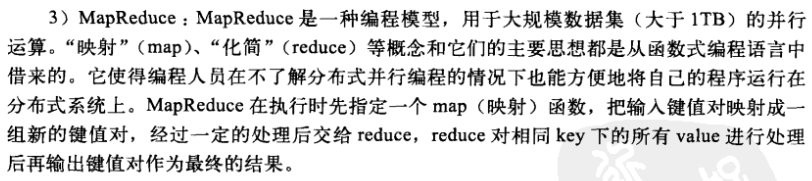 3）MapReduce：MapReduce 是一种编程模型，用于大规模数据集（大于 1TB）的并行
运算。“映射”（map）、“化简”（reduce）等概念和它们的主要思想都是从函数式编程语言中
借来的。它使得编程人员在不了解分布式并行编程的情况下也能方便地将自己的程序运行在
分布式系统上。MapReduce 在执行时先指定一个 map（映射）函数，把输入键值对映射成一
组新的键值对，经过一定的处理后交给 reduce，reduce 对相同 key 下的所有 value 进行处理
后再输出键值对作为最终的结果。